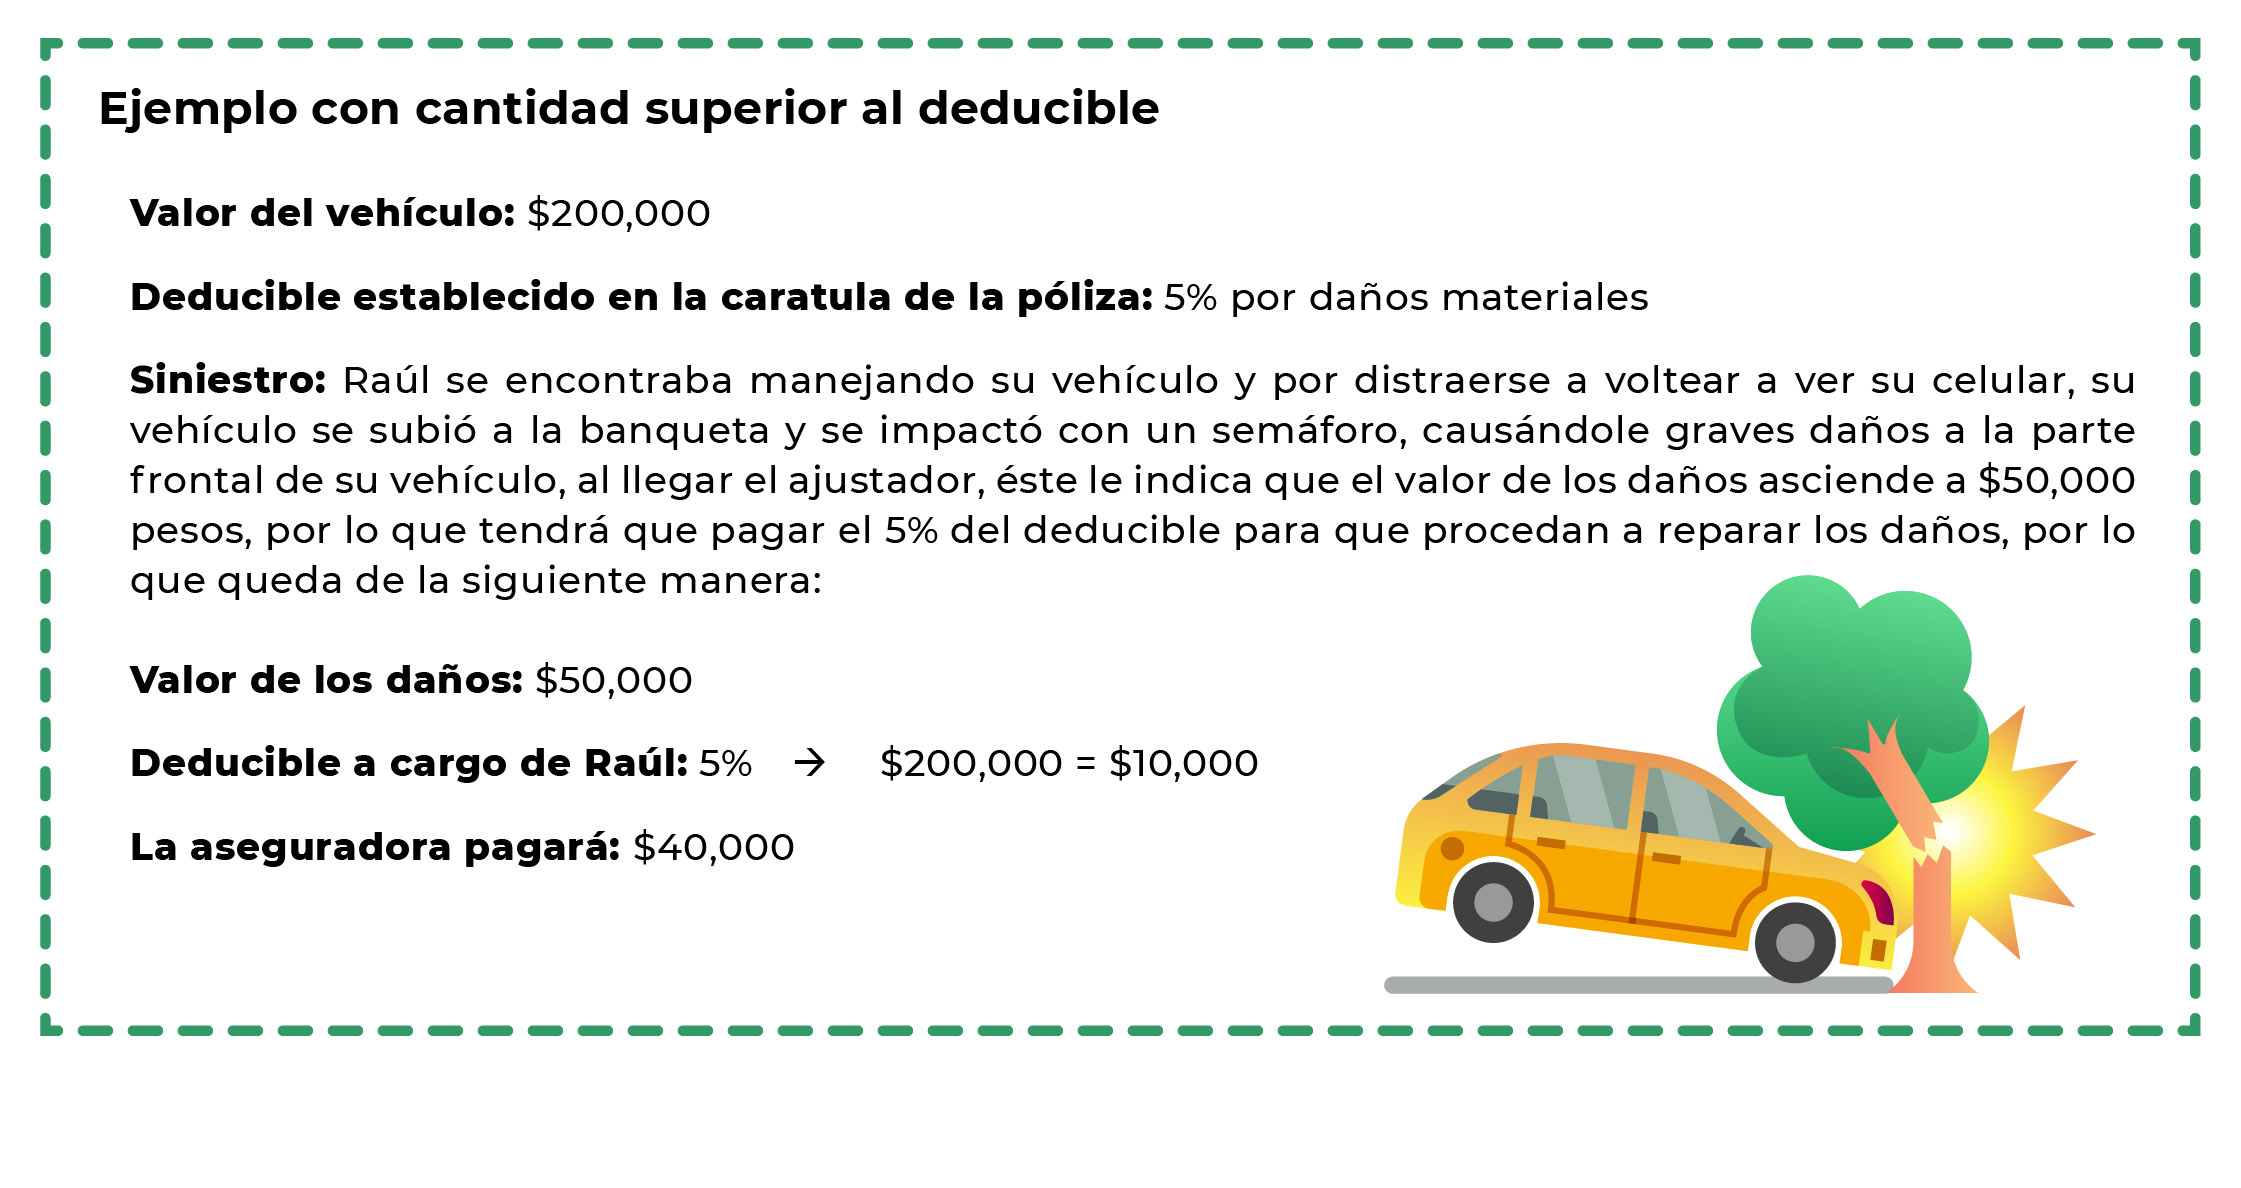 Ejemplo con cantidad superior al deducible
Valor del vehículo: $200,000
Deducible establecido en la caratula de la póliza: 5% por daños materiales
Siniestro: Raúl se encontraba manejando su vehículo y por distraerse a voltear a ver su celular, su
vehículo se subió a la banqueta y se impactó con un semáforo, causándole graves daños a la parte
frontal de su vehículo, al llegar el ajustador, éste le indica que el valor de los daños asciende a $50,000
pesos, por lo que tendrá que pagar el 5% del deducible para que procedan a reparar los daños, por lo
que queda de la siguiente manera:
Valor de los daños: $50,000
Deducible a cargo de Raúl: 5% → $200,000 = $10,000
La aseguradora pagará: $40,000